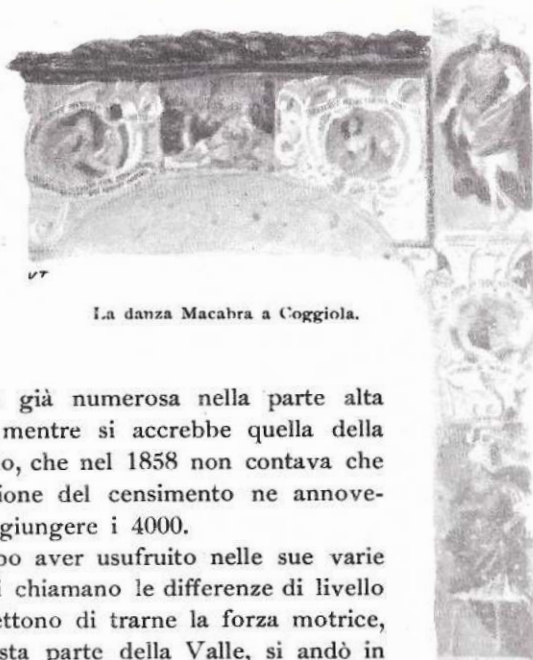 VT
La danza Macabra a Coggiola.
già numerosa nella parte alta
mentre si accrebbe quella della
o, che nel 1858 non contava che
ione del censimento ne annove-
giungere i 4000.
po aver usufruito nelle sue varie
i chiamano le differenze di livello
ettono di trarne la forza motrice,
sta parte della Valle, si andò in